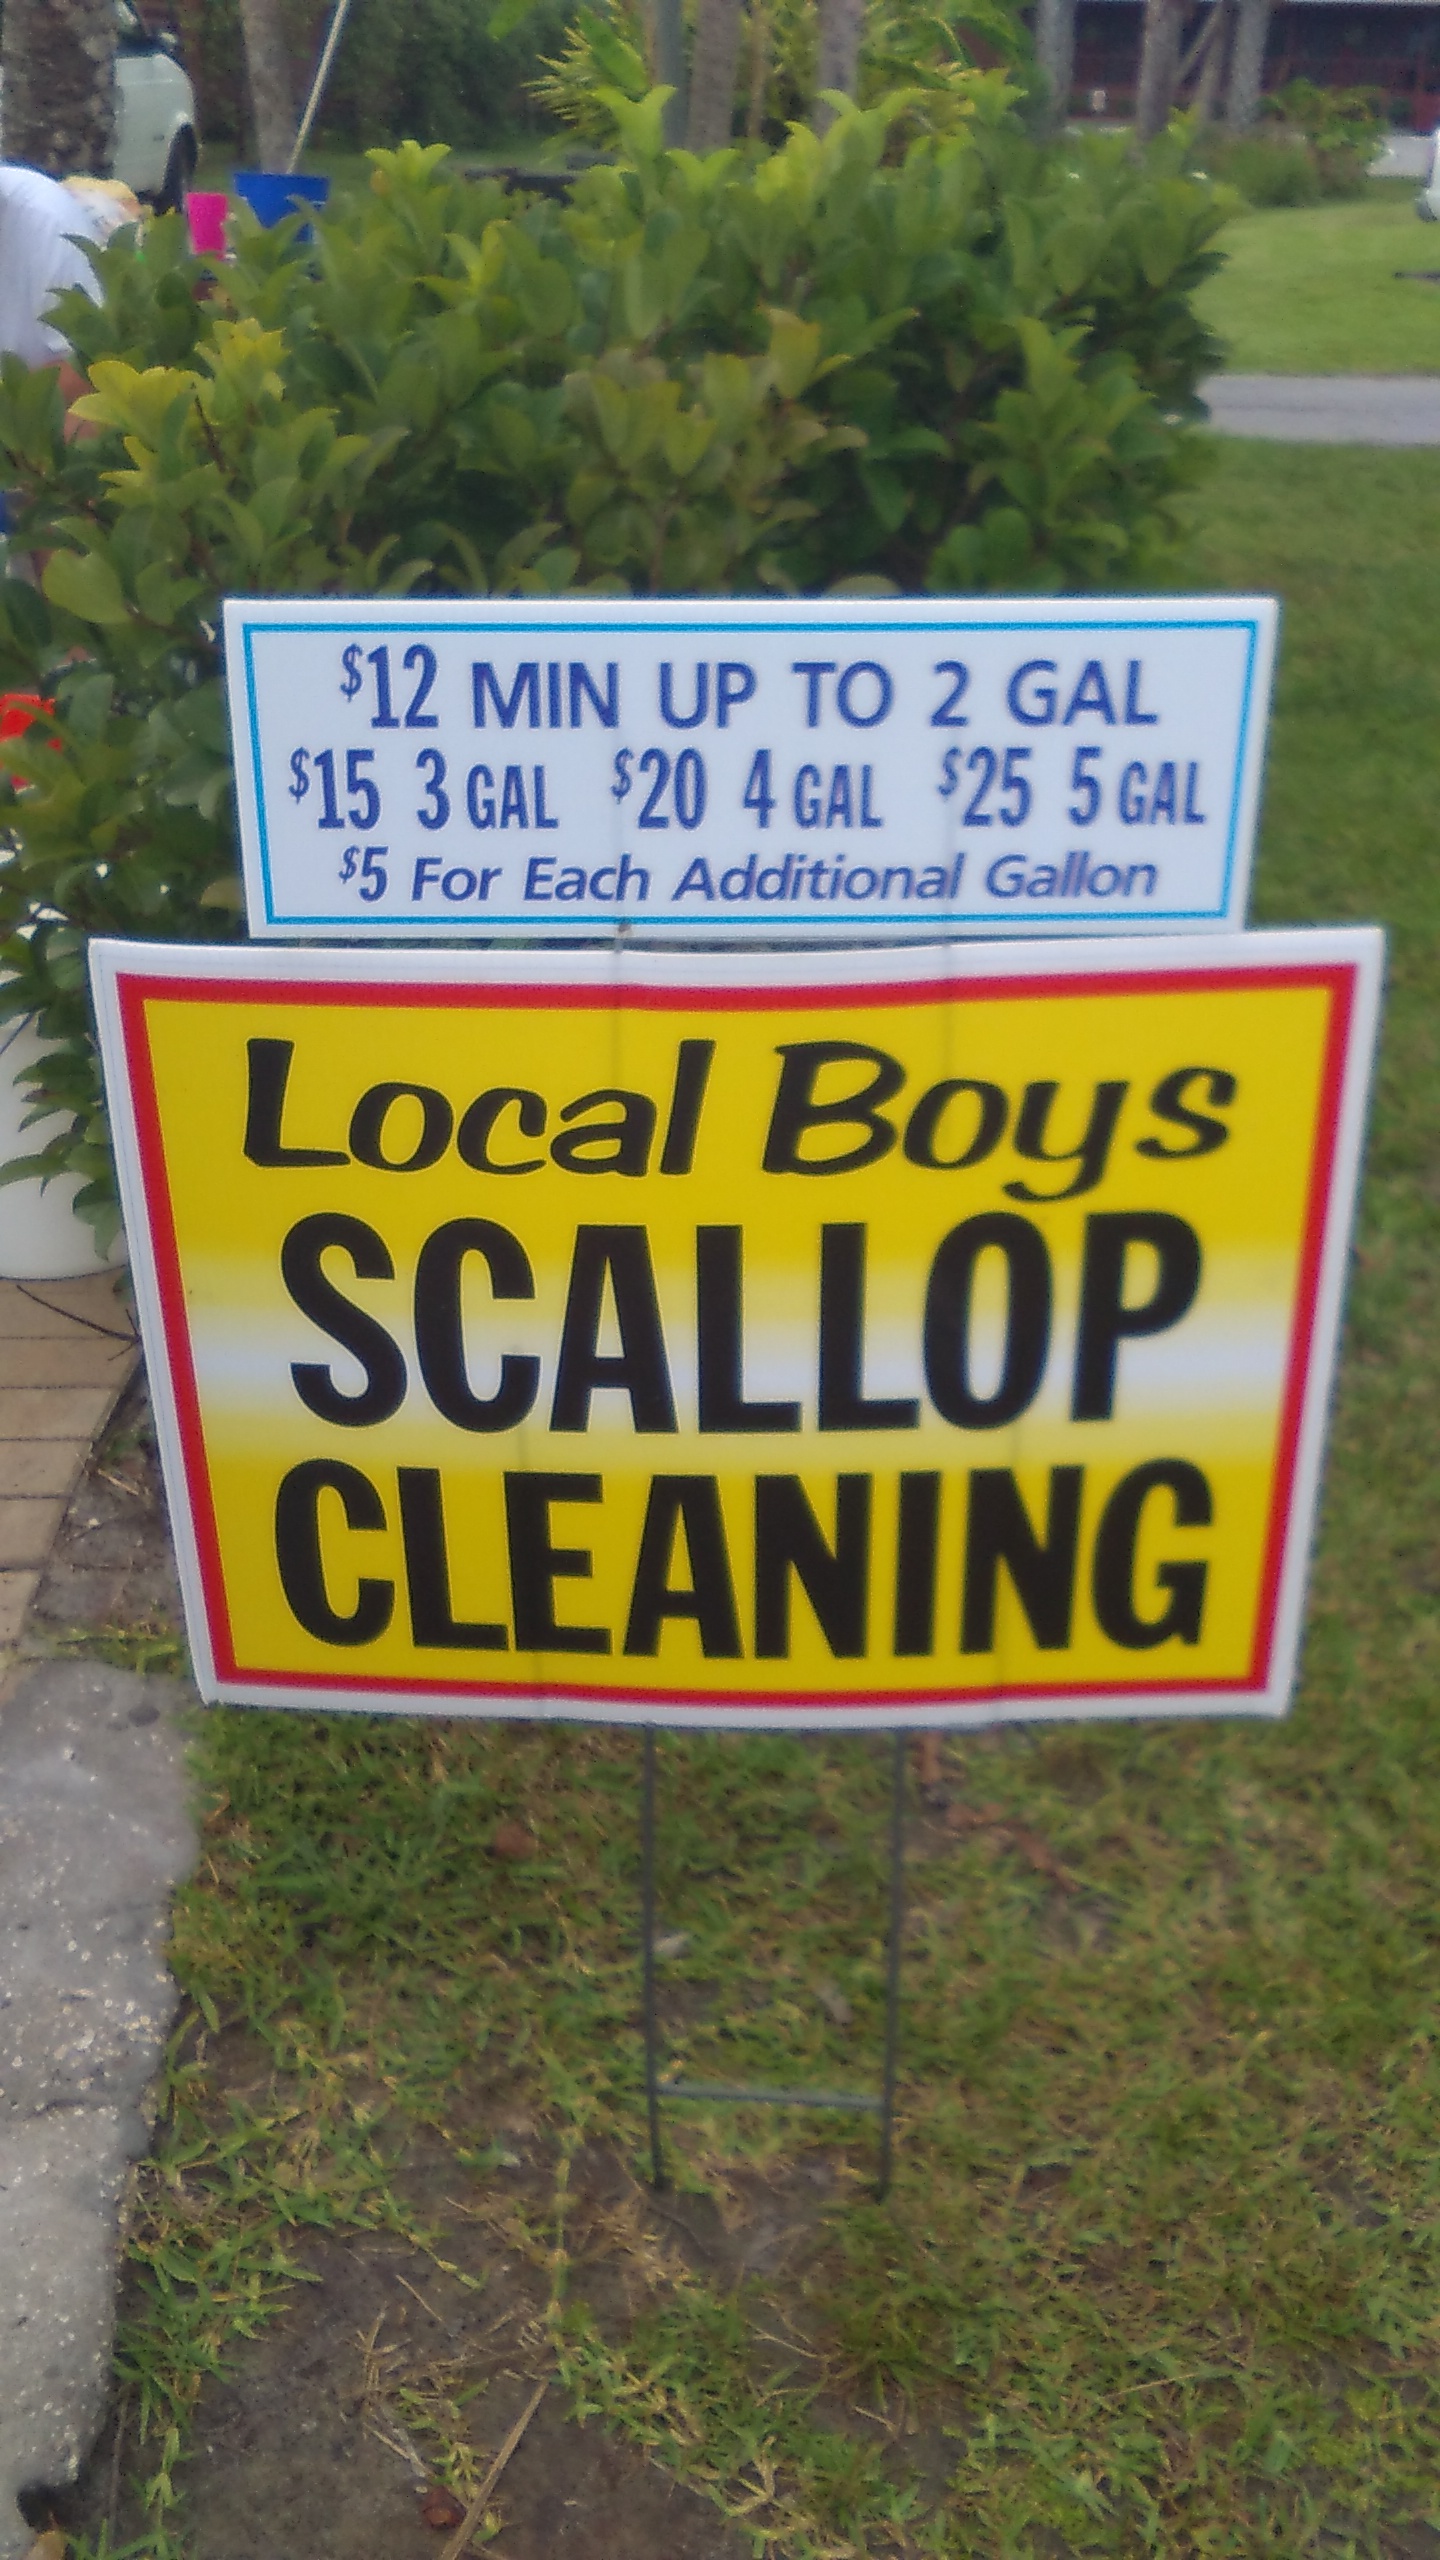 $12 MIN UP TO 2 GAL
$15 3 GAL $20 4 GAL $25 5 GAL
$5 For Each Additional Gallon
Local Boys
SCALLOP
CLEANING